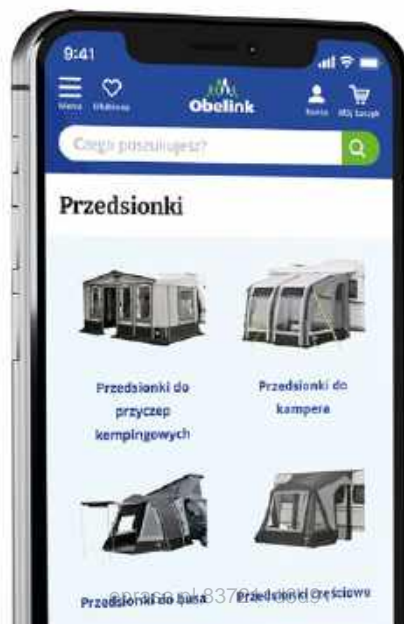 9:41
Menu Ulubione Obelink Konto Mój koszyk
Czego poszukujesz?
Przedsionki
Przedsionki do
przyczep
kempingowych
Przedsionki do
kampera
Przedsionki do busa
Przedsionki częściowe